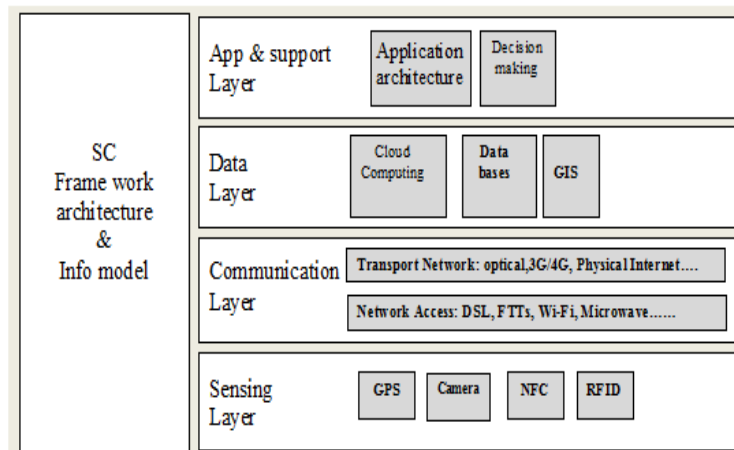 SC
Frame work
architecture
&
Info model
App & support
Layer
Application
architecture
Decision
making
Data
Layer
Cloud
Computing
Data
bases
GIS
Communication
Layer
Transport Network: optical,3G/4G, Physical Internet....
Network Access: DSL, FTTs, Wi-Fi, Microwave......
Sensing
Layer
GPS
Camera
NFC
RFID